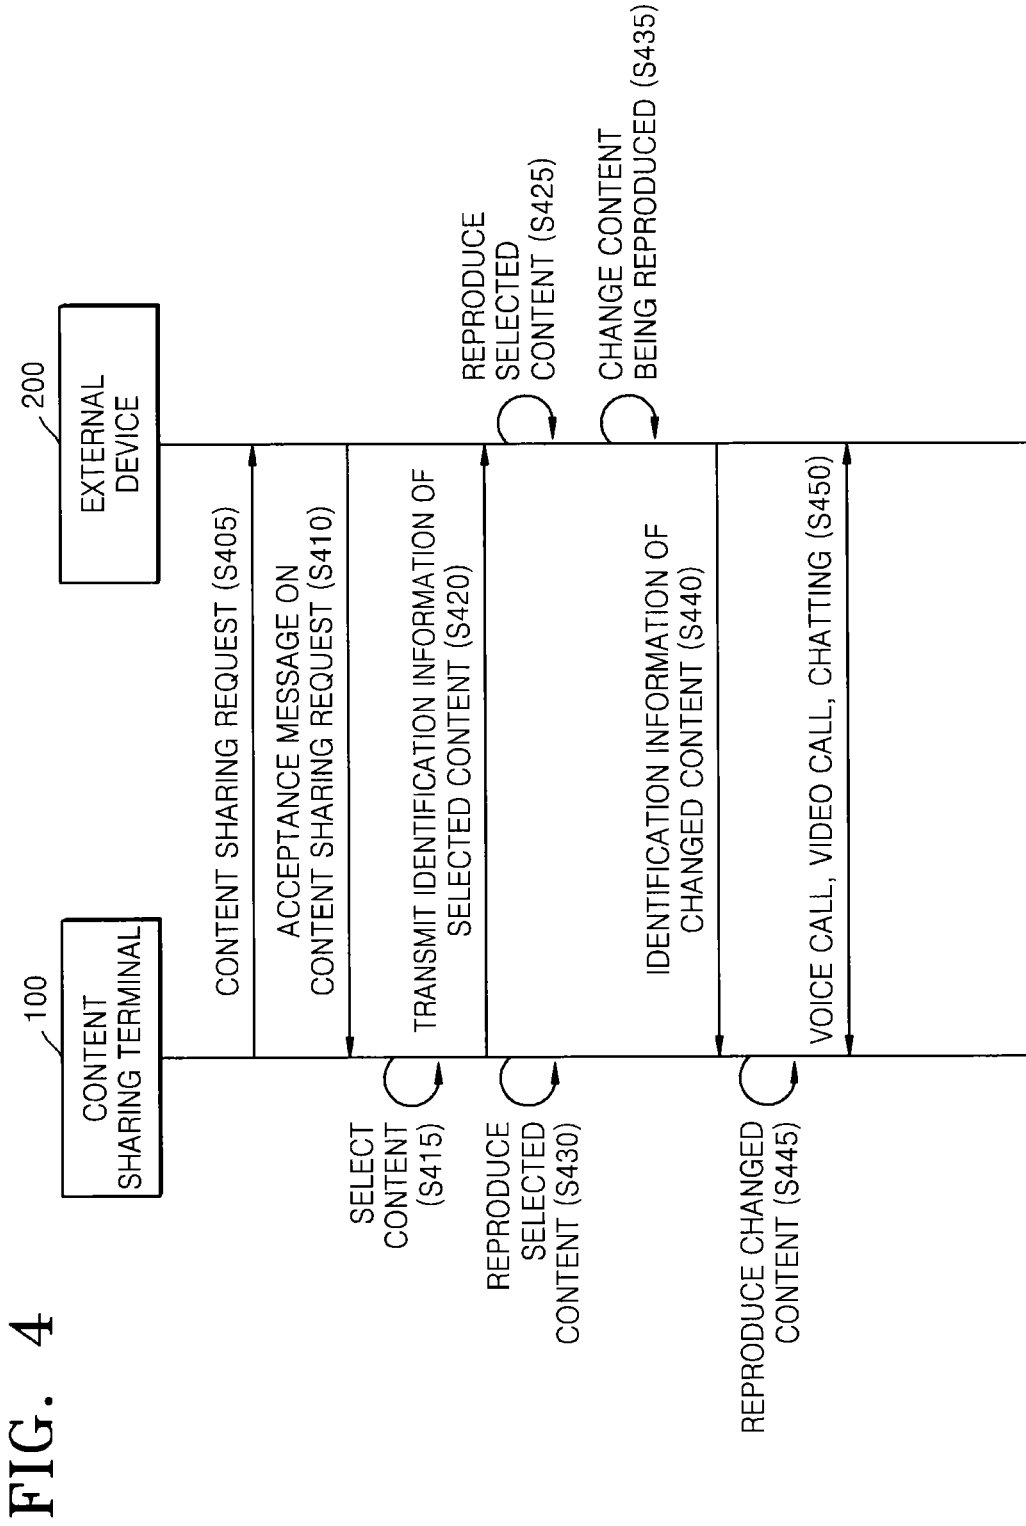 FIG. 4
100
CONTENT
SHARING TERMINAL
200
EXTERNAL
DEVICE
CONTENT SHARING REQUEST (S405)
ACCEPTANCE MESSAGE ON
CONTENT SHARING REQUEST (S410)
SELECT
CONTENT
(S415)
TRANSMIT IDENTIFICATION INFORMATION OF
SELECTED CONTENT (S420)
REPRODUCE
SELECTED
CONTENT (S425)
REPRODUCE
SELECTED
CONTENT (S430)
CHANGE CONTENT
BEING REPRODUCED (S435)
IDENTIFICATION INFORMATION OF
CHANGED CONTENT (S440)
REPRODUCE CHANGED
CONTENT (S445)
VOICE CALL, VIDEO CALL, CHATTING (S450)